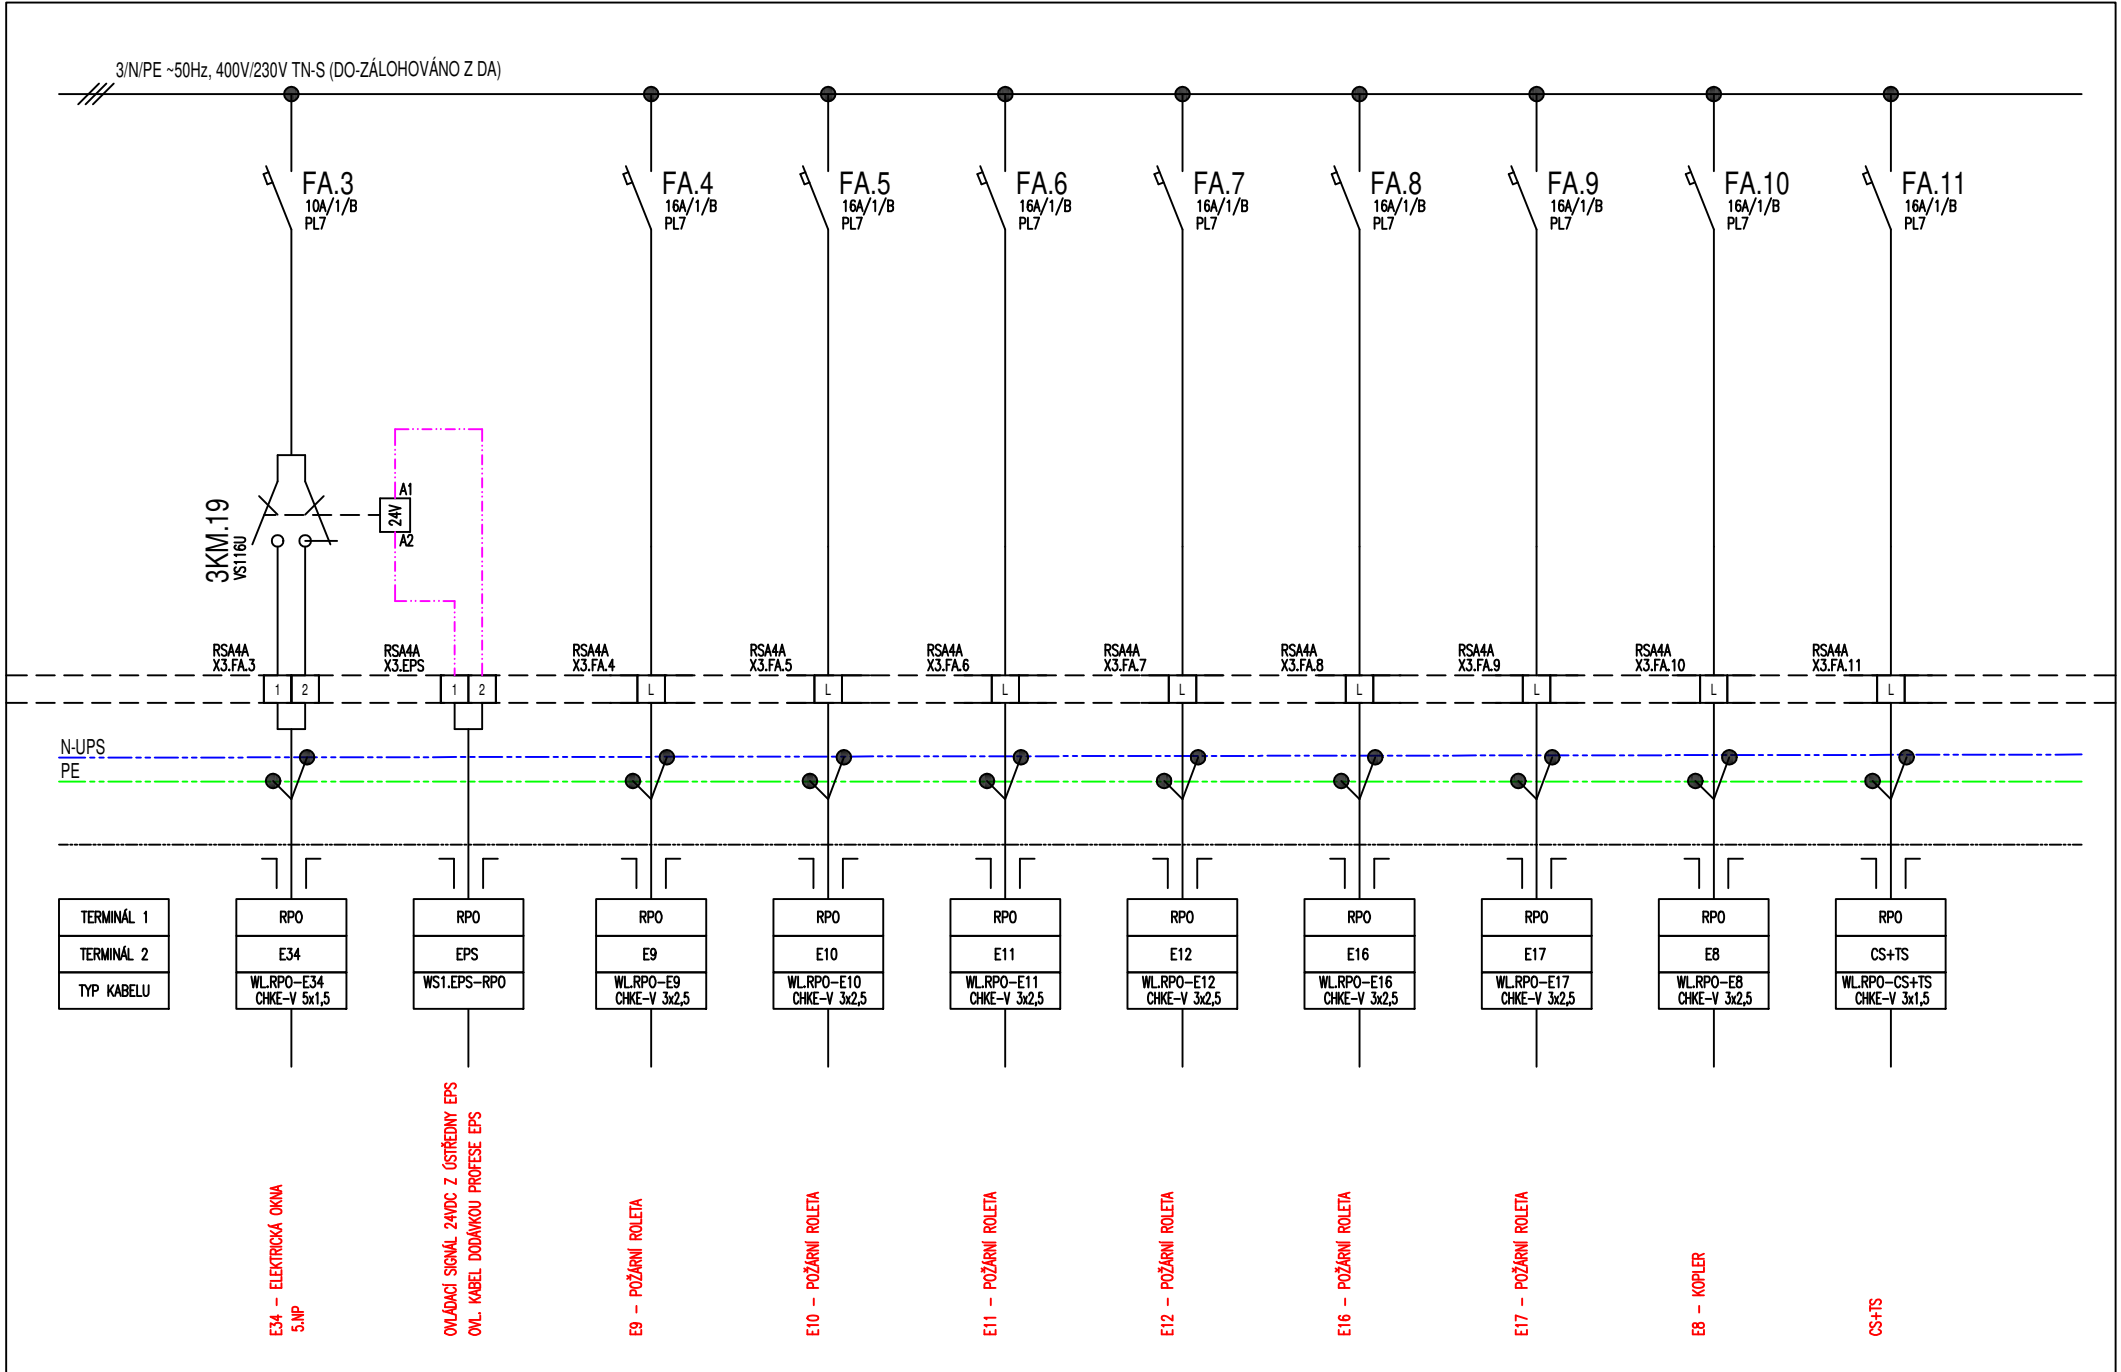 3/N/PE ~50Hz, 400V/230V TN-S (DO-ZÁLOHOVÁNO Z DA)
FA.3
10A/1/B
PL7
FA.4
16A/1/B
PL7
FA.5
16A/1/B
PL7
FA.6
16A/1/B
PL7
FA.7
16A/1/B
PL7
FA.8
16A/1/B
PL7
FA.9
16A/1/B
PL7
FA.10
16A/1/B
PL7
FA.11
16A/1/B
PL7
3KM.19
VS116U
A1
24V
A2
RSA4A
X3.FA.3
RSA4A
X3.EPS
RSA4A
X3.FA.4
RSA4A
X3.FA.5
RSA4A
X3.FA.6
RSA4A
X3.FA.7
RSA4A
X3.FA.8
RSA4A
X3.FA.9
RSA4A
X3.FA.10
RSA4A
X3.FA.11
1 2 1 2 L L L L L L L L
N-UPS
PE
TERMINÁL 1 RPO RPO RPO RPO RPO RPO RPO RPO RPO RPO
TERMINÁL 2 E34 EPS E9 E10 E11 E12 E16 E17 E8 CS+TS
TYP KABELU
WL.RPO-E34
CHKE-V 5x1,5
WS1.EPS-RPO
WL.RPO-E9
CHKE-V 3x2,5
WL.RPO-E10
CHKE-V 3x2,5
WL.RPO-E11
CHKE-V 3x2,5
WL.RPO-E12
CHKE-V 3x2,5
WL.RPO-E16
CHKE-V 3x2,5
WL.RPO-E17
CHKE-V 3x2,5
WL.RPO-E8
CHKE-V 3x2,5
WL.RPO-CS+TS
CHKE-V 3x1,5
E34 - ELEKTRICKÁ OKNA
5.NP
OVLÁDACÍ SIGNÁL 24VDC Z ÚSTŘEDNY EPS
OVL. KABEL DODÁVKOU PROFESE EPS
E9 - POŽÁRNÍ ROLETA
E10 - POŽÁRNÍ ROLETA
E11 - POŽÁRNÍ ROLETA
E12 - POŽÁRNÍ ROLETA
E16 - POŽÁRNÍ ROLETA
E17 - POŽÁRNÍ ROLETA
E8 - KOPLER
CS+TS